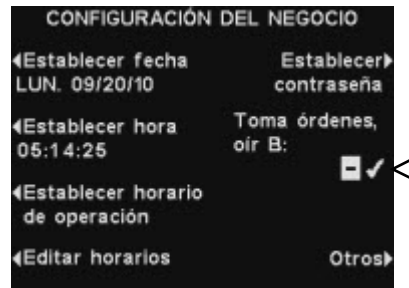 CONFIGURACIÓN DEL NEGOCIO
◀Establecer fecha
LUN. 09/20/10
Establecer▶
contraseña
◀Establecer hora
05:14:25
Toma órdenes,
oír B:
- ✓
◀Establecer horario
de operación
◀Editar horarios
Otros▶